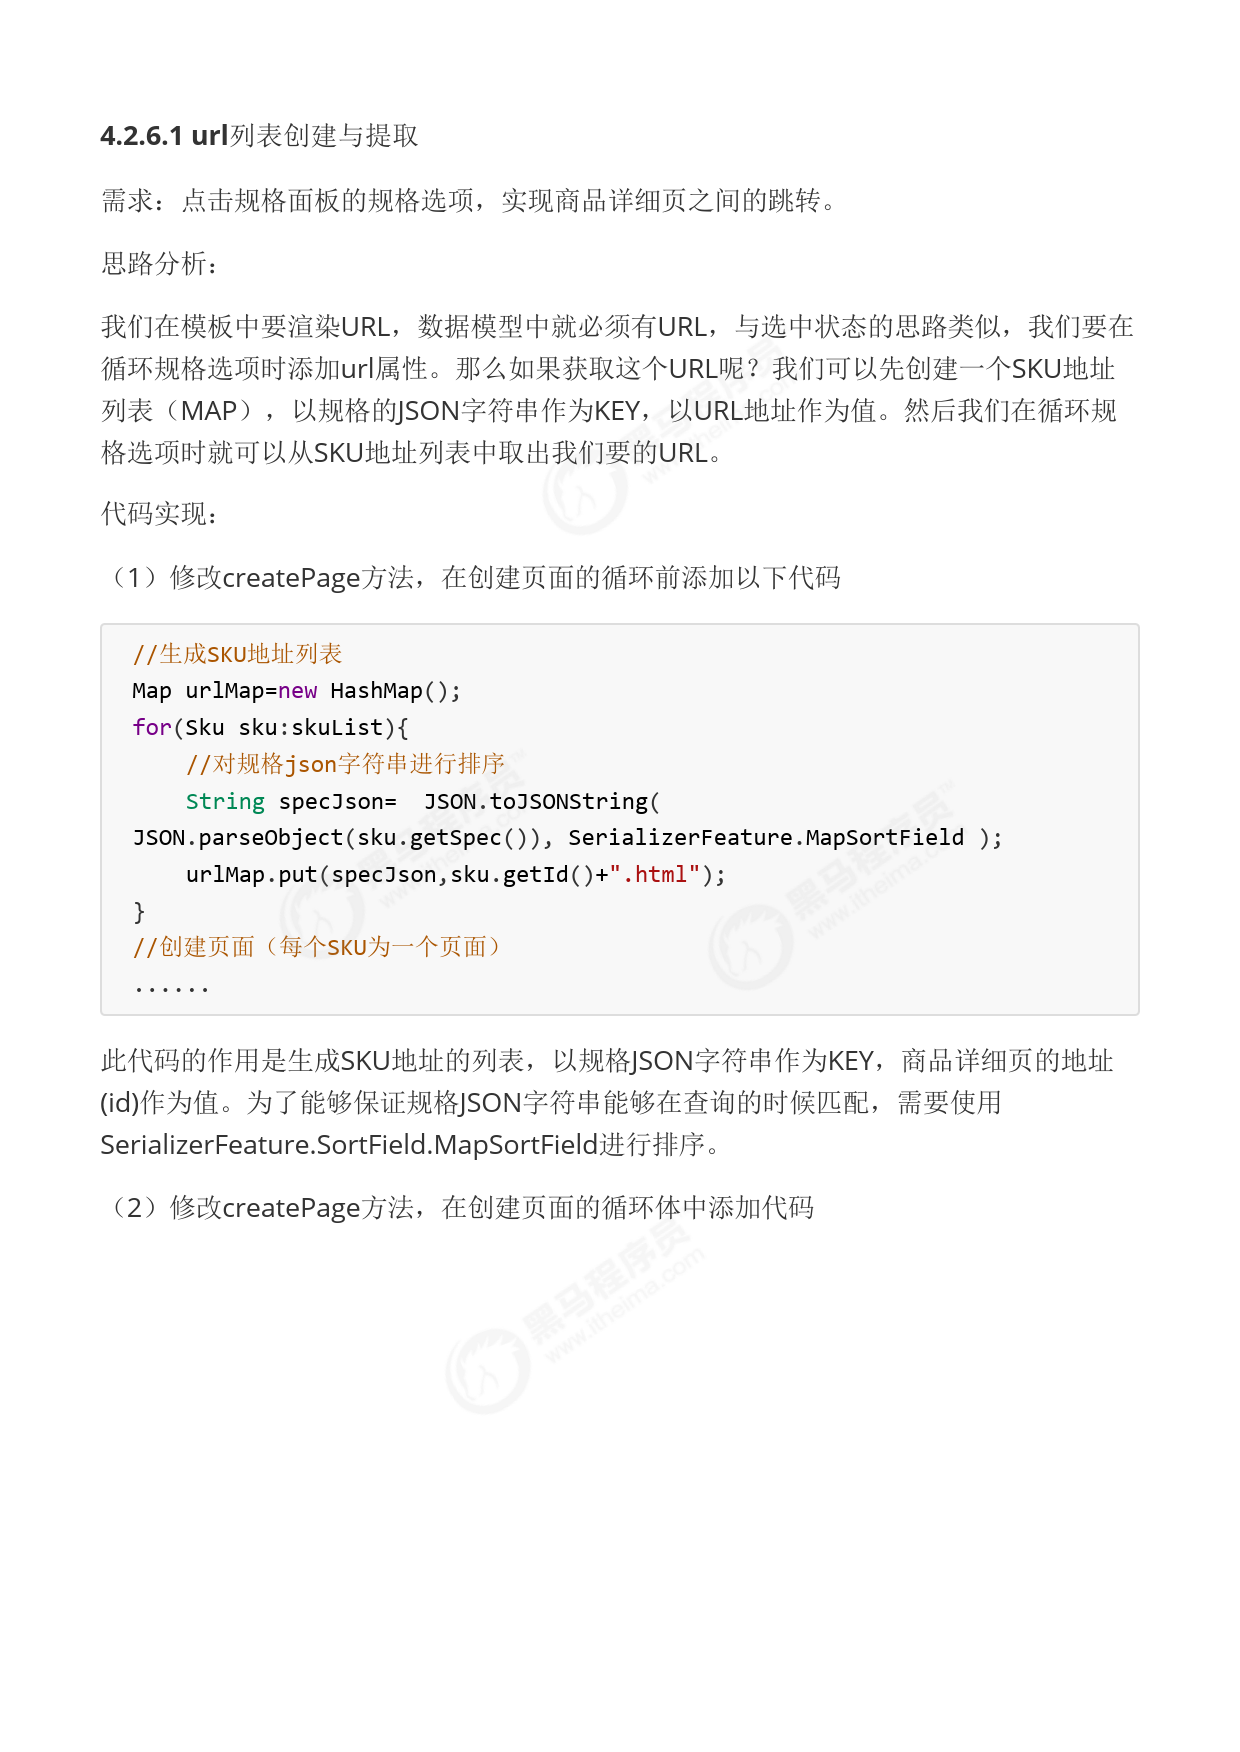 4.2.6.1 url列表创建与提取
需求：点击规格面板的规格选项，实现商品详细页之间的跳转。
思路分析：
我们在模板中要渲染URL，数据模型中就必须有URL，与选中状态的思路类似，我们要在
循环规格选项时添加url属性。那么如果获取这个URL呢？我们可以先创建一个SKU地址
列表（MAP），以规格的JSON字符串作为KEY，以URL地址作为值。然后我们在循环规
格选项时就可以从SKU地址列表中取出我们要的URL。
代码实现：
（1）修改createPage方法，在创建页面的循环前添加以下代码
//生成SKU地址列表
Map urlMap=new HashMap();
for(Sku sku:skuList){
    //对规格json字符串进行排序
    String specJson=  JSON.toJSONString(
JSON.parseObject(sku.getSpec()), SerializerFeature.MapSortField );
    urlMap.put(specJson,sku.getId()+".html");
}
//创建页面（每个SKU为一个页面）
......
此代码的作用是生成SKU地址的列表，以规格JSON字符串作为KEY，商品详细页的地址
(id)作为值。为了能够保证规格JSON字符串能够在查询的时候匹配，需要使用
SerializerFeature.SortField.MapSortField进行排序。
（2）修改createPage方法，在创建页面的循环体中添加代码
黑马程序员
www.itheima.com